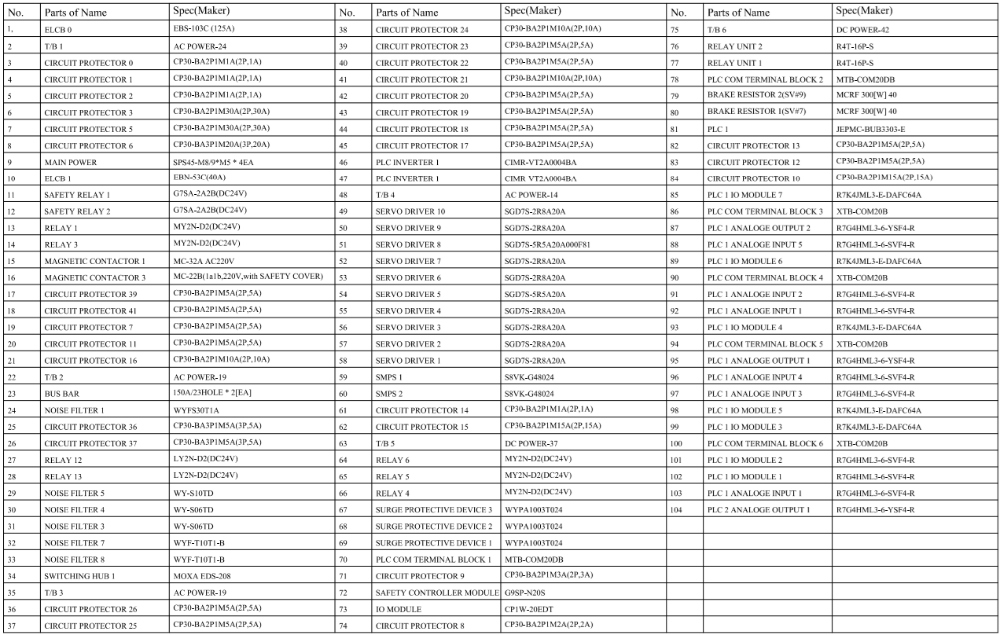 No. Parts of Name Spec(Maker) No. Parts of Name Spec(Maker) No. Parts of Name Spec(Maker)
1, ELCB 0 EBS-103C (125A) 38 CIRCUIT PROTECTOR 24 CP30-BA2P1M10A(2P,10A) 75 T/B 6 DC POWER-42
2 T/B 1 AC POWER-24 39 CIRCUIT PROTECTOR 23 CP30-BA2P1M5A(2P,5A) 76 RELAY UNIT 2 R4T-16P-S
3 CIRCUIT PROTECTOR 0 CP30-BA2P1M1A(2P,1A) 40 CIRCUIT PROTECTOR 22 CP30-BA2P1M5A(2P,5A) 77 RELAY UNIT 1 R4T-16P-S
4 CIRCUIT PROTECTOR 1 CP30-BA2P1M1A(2P,1A) 41 CIRCUIT PROTECTOR 21 CP30-BA2P1M10A(2P,10A) 78 PLC COM TERMINAL BLOCK 2 MTB-COM20DB
5 CIRCUIT PROTECTOR 2 CP30-BA2P1M1A(2P,1A) 42 CIRCUIT PROTECTOR 20 CP30-BA2P1M5A(2P,5A) 79 BRAKE RESISTOR 2(SV#9) MCRF 300[W] 40
6 CIRCUIT PROTECTOR 3 CP30-BA2P1M30A(2P,30A) 43 CIRCUIT PROTECTOR 19 CP30-BA2P1M5A(2P,5A) 80 BRAKE RESISTOR 1(SV#7) MCRF 300[W] 40
7 CIRCUIT PROTECTOR 5 CP30-BA2P1M30A(2P,30A) 44 CIRCUIT PROTECTOR 18 CP30-BA2P1M5A(2P,5A) 81 PLC 1 JEPMC-BUB3303-E
8 CIRCUIT PROTECTOR 6 CP30-BA3P1M20A(3P,20A) 45 CIRCUIT PROTECTOR 17 CP30-BA2P1M5A(2P,5A) 82 CIRCUIT PROTECTOR 13 CP30-BA2P1M5A(2P,5A)
9 MAIN POWER SPS45-M8/9*M5 * 4EA 46 PLC INVERTER 1 CIMR-VT2A0004BA 83 CIRCUIT PROTECTOR 12 CP30-BA2P1M5A(2P,5A)
10 ELCB 1 EBN-53C(40A) 47 PLC INVERTER 1 CIMR VT2A0004BA 84 CIRCUIT PROTECTOR 10 CP30-BA2P1M15A(2P,15A)
11 SAFETY RELAY 1 G7SA-2A2B(DC24V) 48 T/B 4 AC POWER-14 85 PLC 1 IO MODULE 7 R7K4JML3-E-DAFC64A
12 SAFETY RELAY 2 G7SA-2A2B(DC24V) 49 SERVO DRIVER 10 SGD7S-2R8A20A 86 PLC COM TERMINAL BLOCK 3 XTB-COM20B
13 RELAY 1 MY2N-D2(DC24V) 50 SERVO DRIVER 9 SGD7S-2R8A20A 87 PLC 1 ANALOGE OUTPUT 2 R7G4HML3-6-YSF4-R
14 RELAY 3 MY2N-D2(DC24V) 51 SERVO DRIVER 8 SGD7S-5R5A20A000F81 88 PLC 1 ANALOGE INPUT 5 R7G4HML3-6-SVF4-R
15 MAGNETIC CONTACTOR 1 MC-32A AC220V 52 SERVO DRIVER 7 SGD7S-2R8A20A 89 PLC 1 IO MODULE 6 R7K4JML3-E-DAFC64A
16 MAGNETIC CONTACTOR 3 MC-22B(1a1b,220V,with SAFETY COVER) 53 SERVO DRIVER 6 SGD7S-2R8A20A 90 PLC COM TERMINAL BLOCK 4 XTB-COM20B
17 CIRCUIT PROTECTOR 39 CP30-BA2P1M5A(2P,5A) 54 SERVO DRIVER 5 SGD7S-5R5A20A 91 PLC 1 ANALOGE INPUT 2 R7G4HML3-6-SVF4-R
18 CIRCUIT PROTECTOR 41 CP30-BA2P1M5A(2P,5A) 55 SERVO DRIVER 4 SGD7S-2R8A20A 92 PLC 1 ANALOGE INPUT 1 R7G4HML3-6-SVF4-R
19 CIRCUIT PROTECTOR 7 CP30-BA2P1M5A(2P,5A) 56 SERVO DRIVER 3 SGD7S-2R8A20A 93 PLC 1 IO MODULE 4 R7K4JML3-E-DAFC64A
20 CIRCUIT PROTECTOR 11 CP30-BA2P1M5A(2P,5A) 57 SERVO DRIVER 2 SGD7S-2R8A20A 94 PLC COM TERMINAL BLOCK 5 XTB-COM20B
21 CIRCUIT PROTECTOR 16 CP30-BA2P1M10A(2P,10A) 58 SERVO DRIVER 1 SGD7S-2R8A20A 95 PLC 1 ANALOGE OUTPUT 1 R7G4HML3-6-YSF4-R
22 T/B 2 AC POWER-19 59 SMPS 1 S8VK-G48024 96 PLC 1 ANALOGE INPUT 4 R7G4HML3-6-SVF4-R
23 BUS BAR 150A/23HOLE * 2[EA] 60 SMPS 2 S8VK-G48024 97 PLC 1 ANALOGE INPUT 3 R7G4HML3-6-SVF4-R
24 NOISE FILTER 1 WYFS30T1A 61 CIRCUIT PROTECTOR 14 CP30-BA2P1M1A(2P,1A) 98 PLC 1 IO MODULE 5 R7K4JML3-E-DAFC64A
25 CIRCUIT PROTECTOR 36 CP30-BA3P1M5A(3P,5A) 62 CIRCUIT PROTECTOR 15 CP30-BA2P1M15A(2P,15A) 99 PLC 1 IO MODULE 3 R7K4JML3-E-DAFC64A
26 CIRCUIT PROTECTOR 37 CP30-BA3P1M5A(3P,5A) 63 T/B 5 DC POWER-37 100 PLC COM TERMINAL BLOCK 6 XTB-COM20B
27 RELAY 12 LY2N-D2(DC24V) 64 RELAY 6 MY2N-D2(DC24V) 101 PLC 1 IO MODULE 2 R7G4HML3-6-SVF4-R
28 RELAY 13 LY2N-D2(DC24V) 65 RELAY 5 MY2N-D2(DC24V) 102 PLC 1 IO MODULE 1 R7G4HML3-6-SVF4-R
29 NOISE FILTER 5 WY-S10TD 66 RELAY 4 MY2N-D2(DC24V) 103 PLC 1 ANALOGE INPUT 1 R7G4HML3-6-SVF4-R
30 NOISE FILTER 4 WY-S06TD 67 SURGE PROTECTIVE DEVICE 3 WYPA1003T024 104 PLC 2 ANALOGE OUTPUT 1 R7G4HML3-6-YSF4-R
31 NOISE FILTER 3 WY-S06TD 68 SURGE PROTECTIVE DEVICE 2 WYPA1003T024
32 NOISE FILTER 7 WYF-T10T1-B 69 SURGE PROTECTIVE DEVICE 1 WYPA1003T024
33 NOISE FILTER 8 WYF-T10T1-B 70 PLC COM TERMINAL BLOCK 1 MTB-COM20DB
34 SWITCHING HUB 1 MOXA EDS-208 71 CIRCUIT PROTECTOR 9 CP30-BA2P1M3A(2P,3A)
35 T/B 3 AC POWER-19 72 SAFETY CONTROLLER MODULE G9SP-N20S
36 CIRCUIT PROTECTOR 26 CP30-BA2P1M5A(2P,5A) 73 IO MODULE CP1W-20EDT
37 CIRCUIT PROTECTOR 25 CP30-BA2P1M5A(2P,5A) 74 CIRCUIT PROTECTOR 8 CP30-BA2P1M2A(2P,2A)